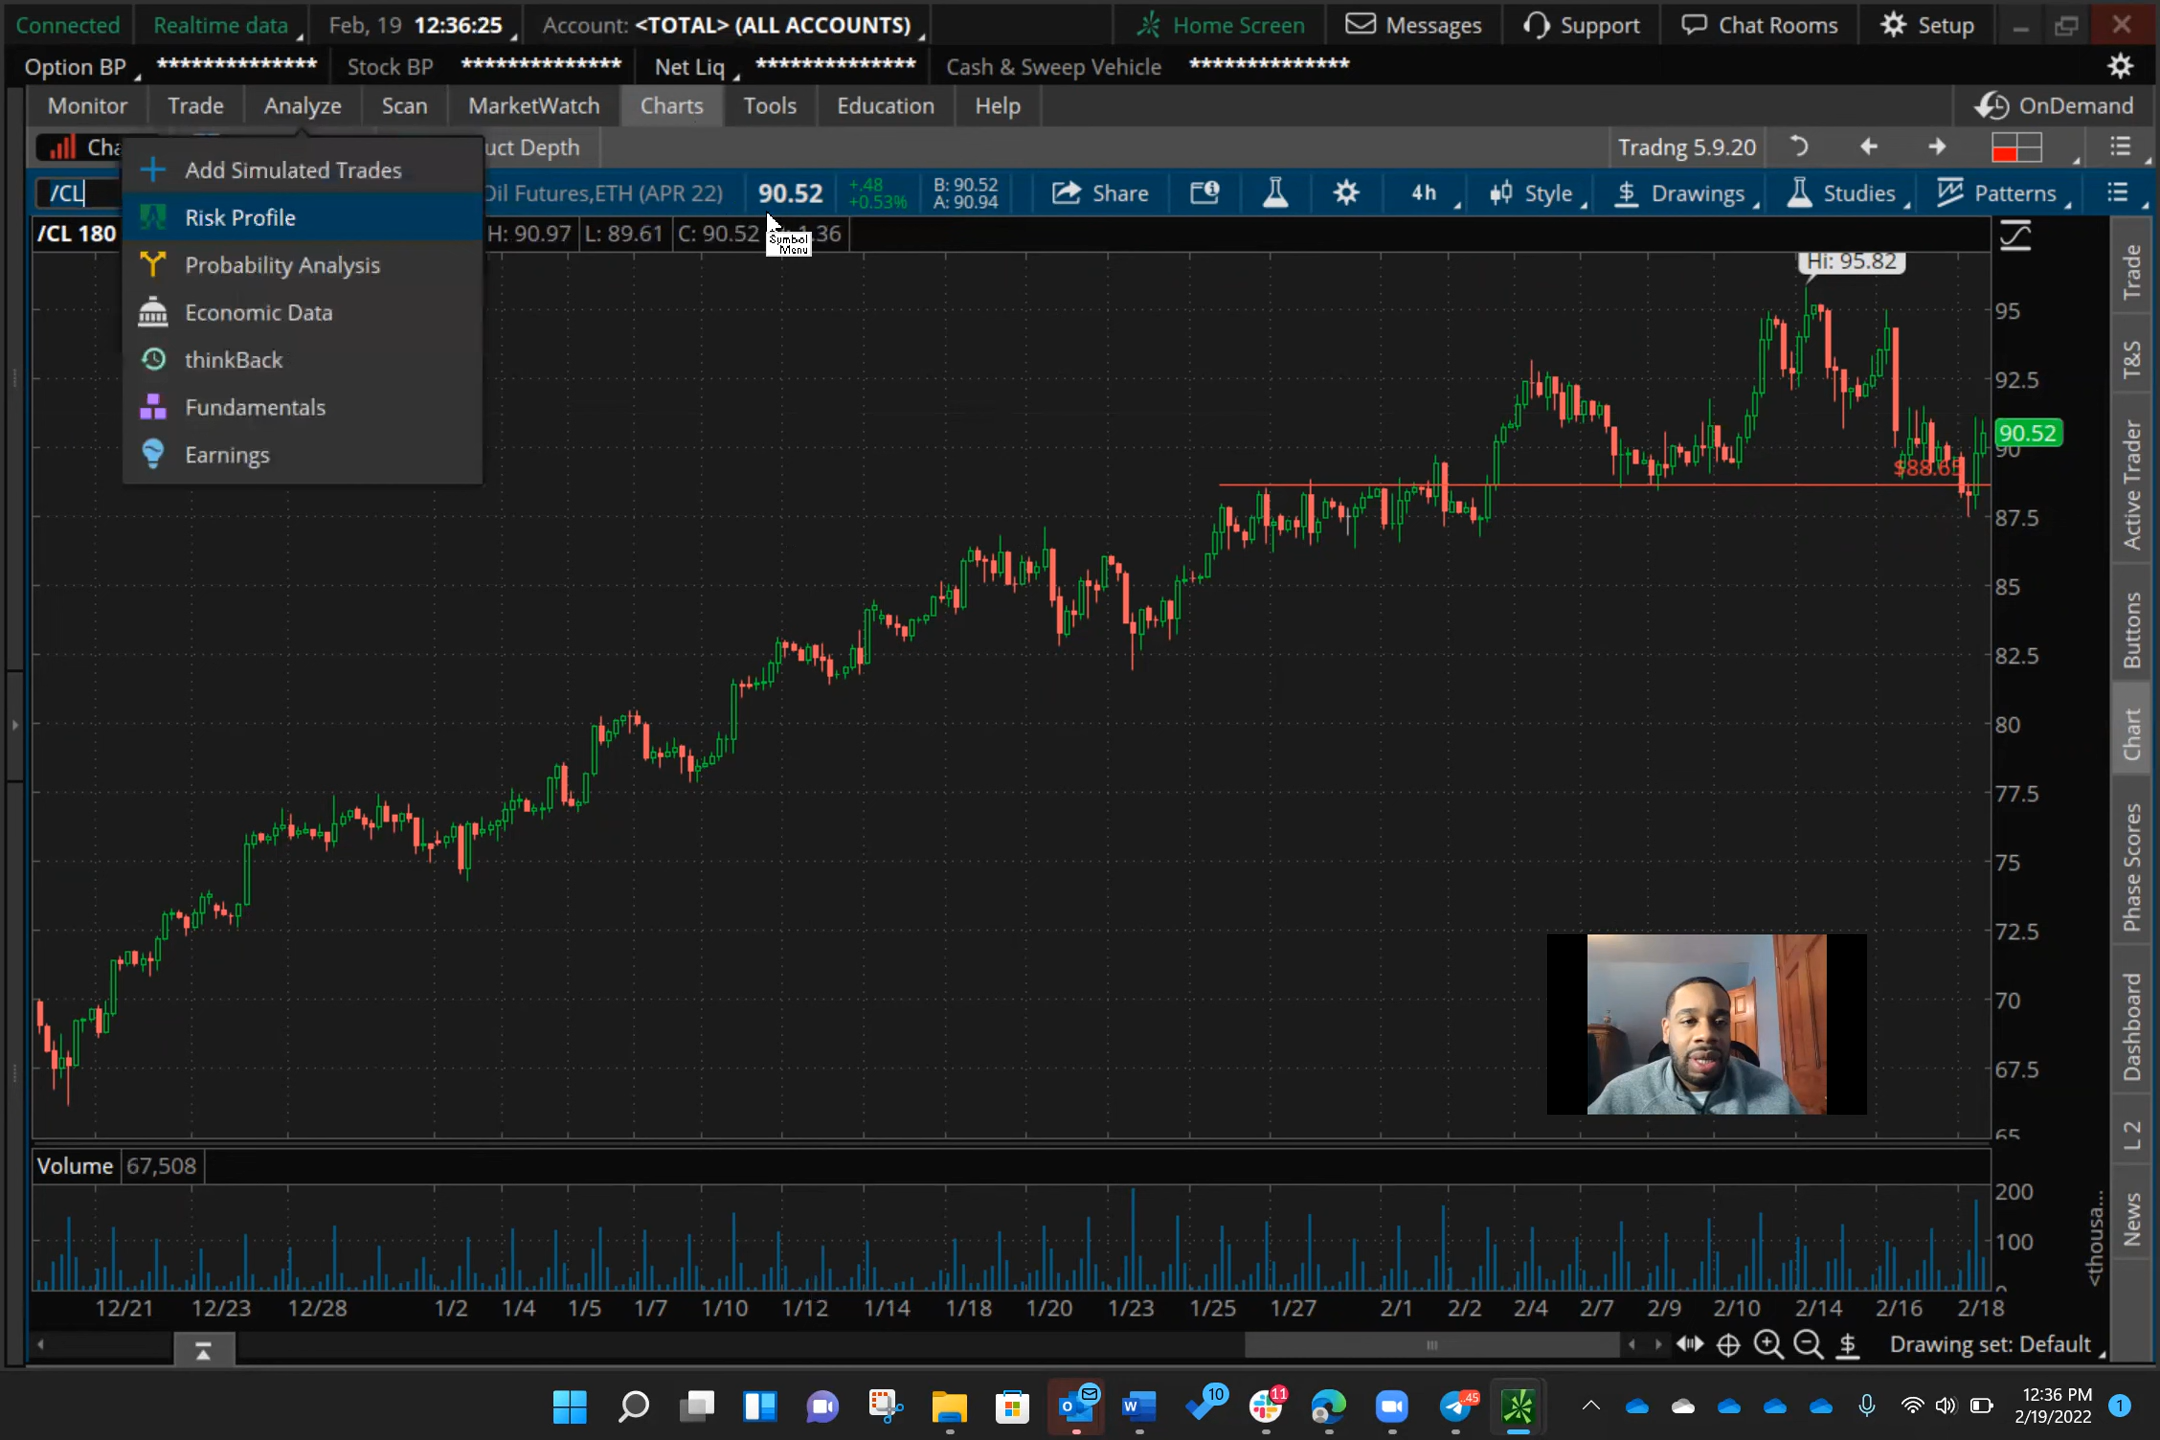 Connected Realtime data Feb, 19 12:36:25 Account: <TOTAL> (ALL ACCOUNTS) Home Screen Messages Support Chat Rooms Setup
Option BP ************** Stock BP ************** Net Liq ************** Cash & Sweep Vehicle **************
Monitor Trade Analyze Scan MarketWatch Charts Tools Education Help OnDemand
Cha uct Depth Tradng 5.9.20
/CL Oil Futures,ETH (APR 22) 90.52 +.48 +0.53% B: 90.52 A: 90.94 Share 4h Style Drawings Studies Patterns
/CL 180 H: 90.97 L: 89.61 C: 90.52 1.36
Symbol
Menu
Add Simulated Trades
Risk Profile
Probability Analysis
Economic Data
thinkBack
Fundamentals
Earnings
Hi: 95.82
95
92.5
90.52
90
$88.65
87.5
85
82.5
80
77.5
75
72.5
70
67.5
65
Trade
T&S
Active Trader
Buttons
Chart
Phase Scores
Dashboard
L 2
News
Volume 67,508
200
100
<thousa...
12/21 12/23 12/28 1/2 1/4 1/5 1/7 1/10 1/12 1/14 1/18 1/20 1/23 1/25 1/27 2/1 2/2 2/4 2/7 2/9 2/10 2/14 2/16 2/18
Drawing set: Default
10 11 45
12:36 PM
2/19/2022
1